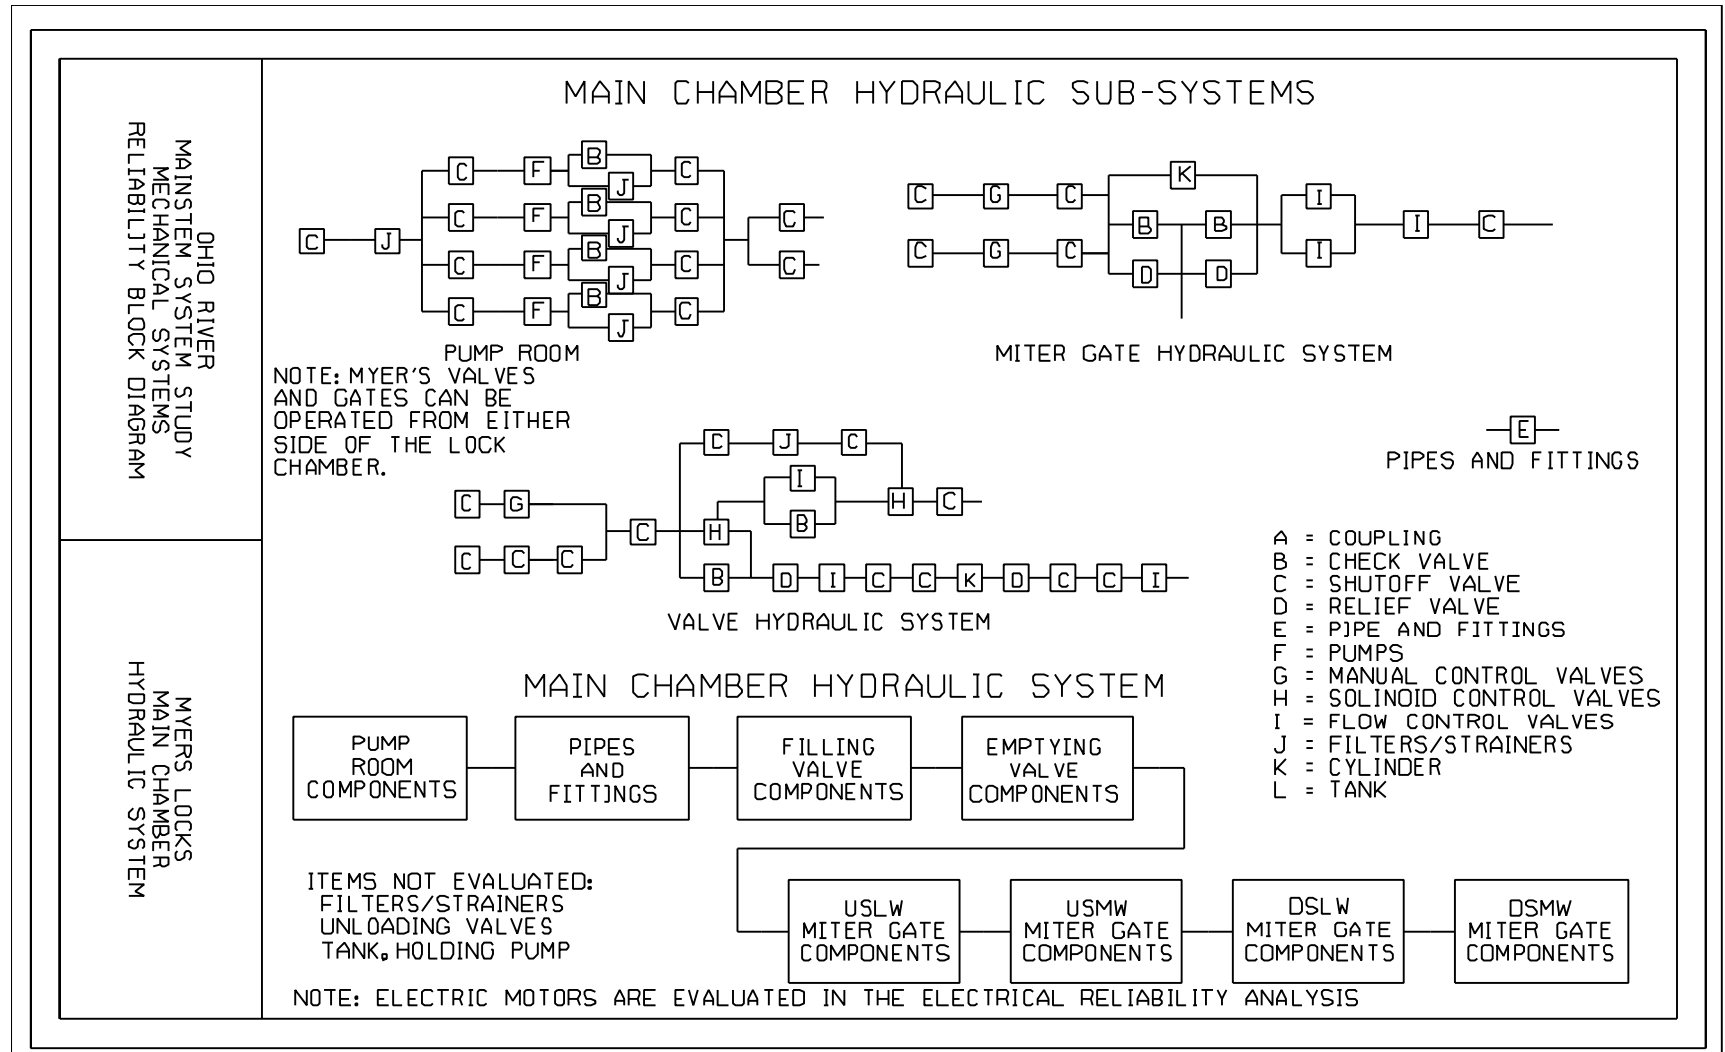 MAIN CHAMBER HYDRAULIC SUB-SYSTEMS
OHIO RIVER
MAINSTEM SYSTEM STUDY
MECHANICAL SYSTEMS
RELIABILITY BLOCK DIAGRAM
C J
C F B J C
C F B J C
C F B J C
C F B J C
C
C
PUMP ROOM
NOTE: MYER'S VALVES
AND GATES CAN BE
OPERATED FROM EITHER
SIDE OF THE LOCK
CHAMBER.
K
C G C
B B
C G C
D D
I
I
I C
MITER GATE HYDRAULIC SYSTEM
E
PIPES AND FITTINGS
C J C
I
C G
H C
C H
B
C C C
B D I C C K D C C I
VALVE HYDRAULIC SYSTEM
A = COUPLING
B = CHECK VALVE
C = SHUTOFF VALVE
D = RELIEF VALVE
E = PIPE AND FITTINGS
F = PUMPS
G = MANUAL CONTROL VALVES
H = SOLINOID CONTROL VALVES
I = FLOW CONTROL VALVES
J = FILTERS/STRAINERS
K = CYLINDER
L = TANK
MYERS LOCKS
MAIN CHAMBER
HYDRAULIC SYSTEM
MAIN CHAMBER HYDRAULIC SYSTEM
PUMP
ROOM
COMPONENTS
PIPES
AND
FITTINGS
FILLING
VALVE
COMPONENTS
EMPTYING
VALVE
COMPONENTS
USLW
MITER GATE
COMPONENTS
USMW
MITER GATE
COMPONENTS
DSLW
MITER GATE
COMPONENTS
DSMW
MITER GATE
COMPONENTS
ITEMS NOT EVALUATED:
FILTERS/STRAINERS
UNLOADING VALVES
TANK, HOLDING PUMP
NOTE: ELECTRIC MOTORS ARE EVALUATED IN THE ELECTRICAL RELIABILITY ANALYSIS